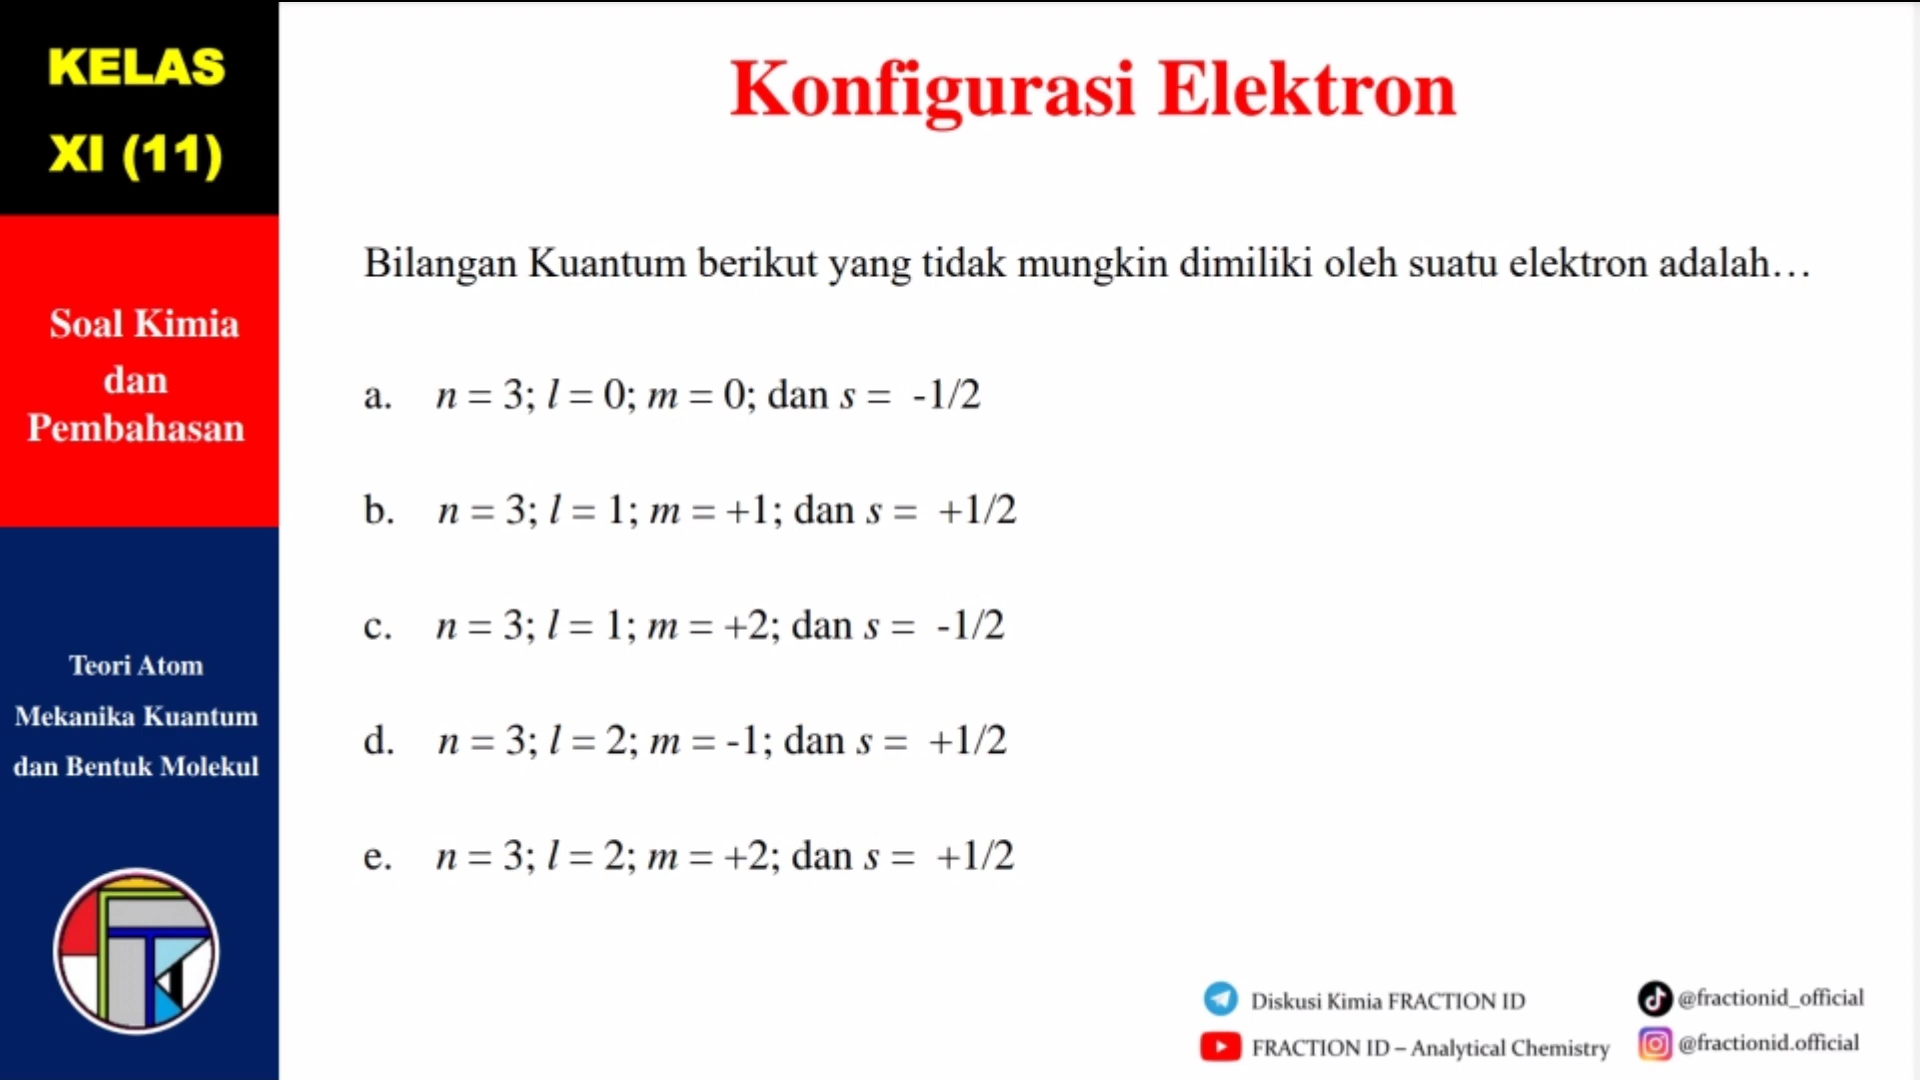 KELAS
XI (11)
Soal Kimia
dan
Pembahasan
Teori Atom
Mekanika Kuantum
dan Bentuk Molekul
Konfigurasi Elektron
Bilangan Kuantum berikut yang tidak mungkin dimiliki oleh suatu elektron adalah…
a. n = 3; l = 0; m = 0; dan s = -1/2
b. n = 3; l = 1; m = +1; dan s = +1/2
c. n = 3; l = 1; m = +2; dan s = -1/2
d. n = 3; l = 2; m = -1; dan s = +1/2
e. n = 3; l = 2; m = +2; dan s = +1/2
Diskusi Kimia FRACTION ID
@fractionid_official
FRACTION ID – Analytical Chemistry
@fractionid.official